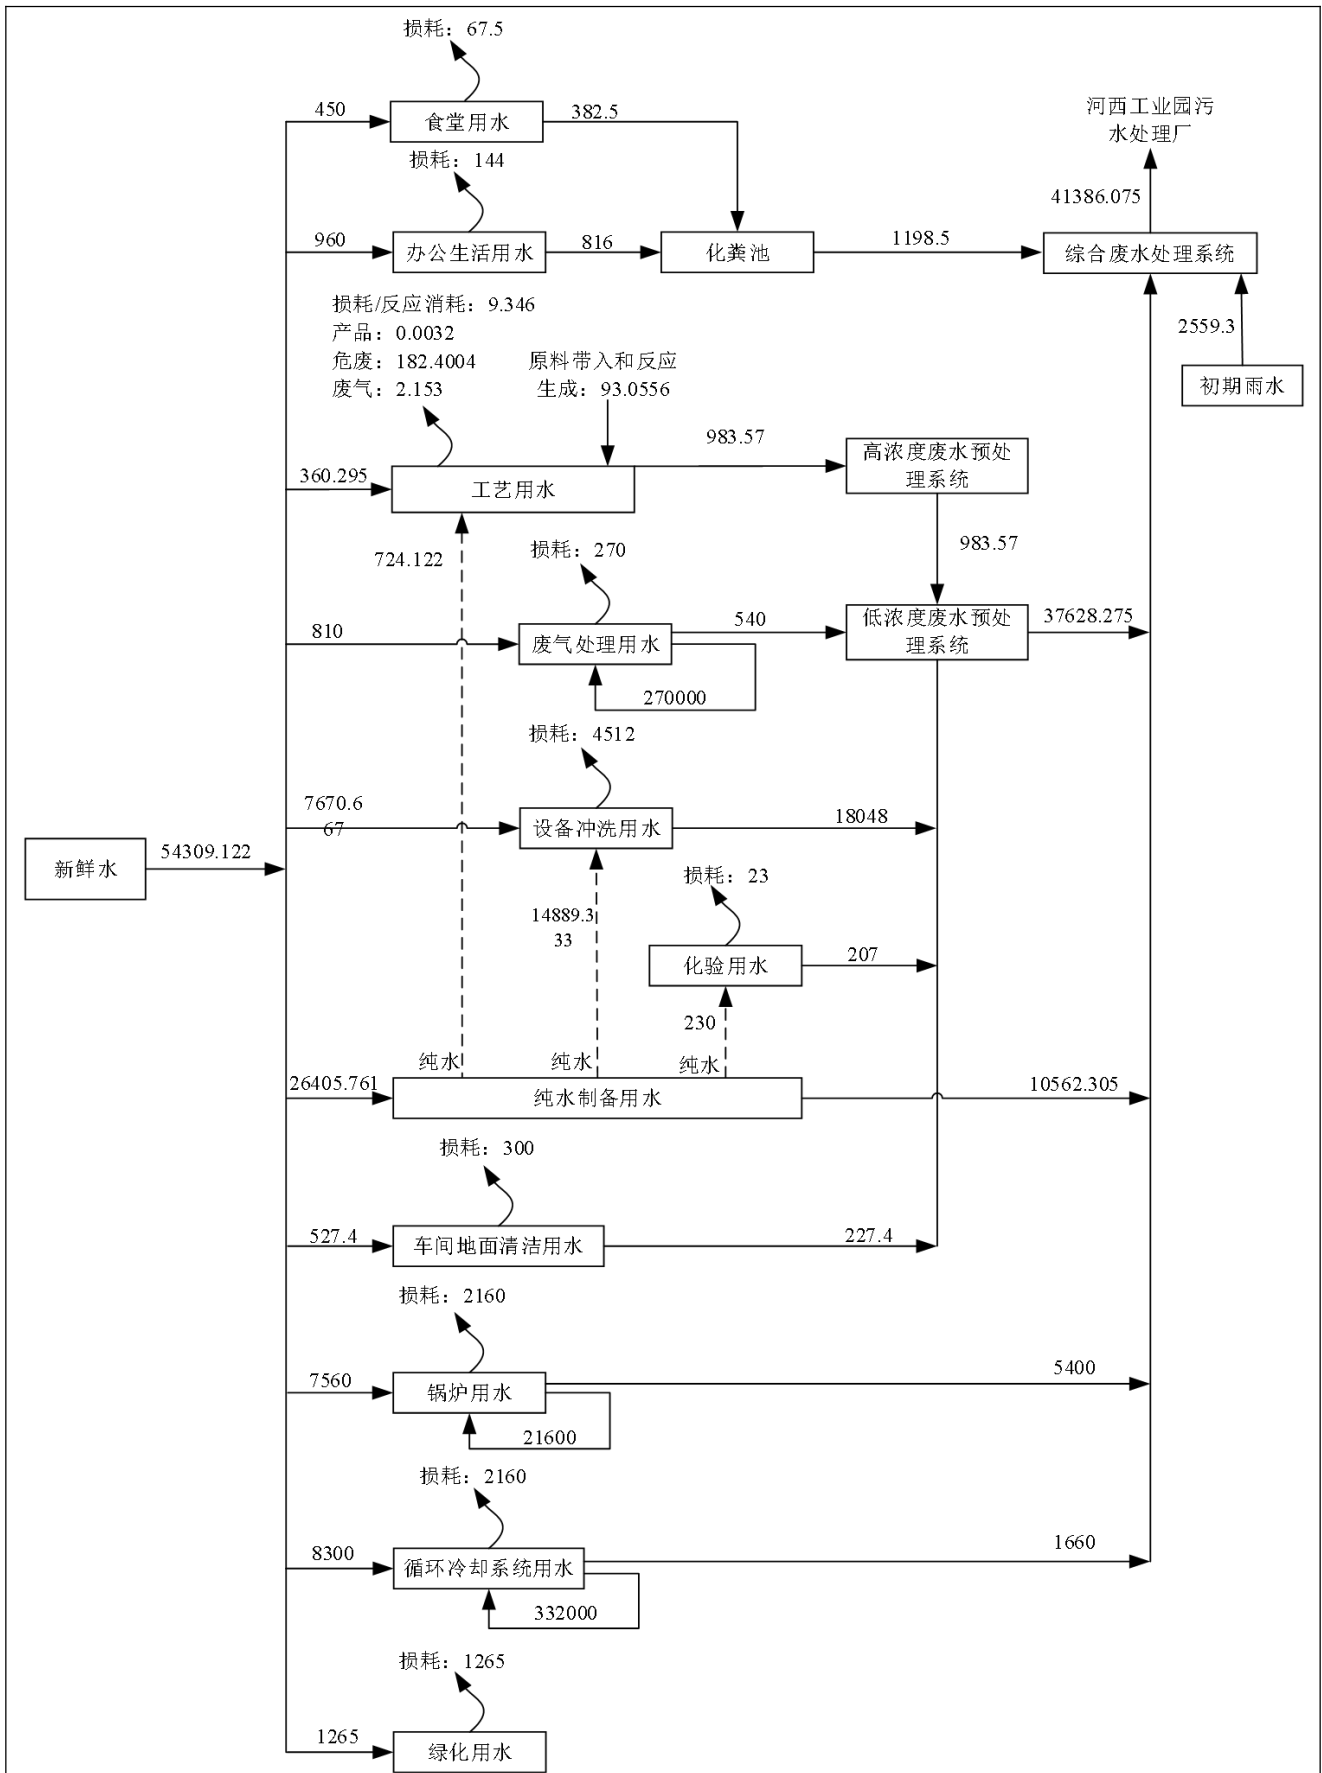 损耗：67.5
450
食堂用水
382.5
河西工业园污
水处理厂
损耗：144
41386.075
960
办公生活用水
816
化粪池
1198.5
综合废水处理系统
损耗/反应消耗：9.346
产品：0.0032
危废：182.4004
废气：2.153
原料带入和反应
生成：93.0556
2559.3
初期雨水
360.295
工艺用水
983.57
高浓度废水预处
理系统
724.122
983.57
损耗：270
810
废气处理用水
540
低浓度废水预处
理系统
37628.275
270000
损耗：4512
7670.6
67
设备冲洗用水
18048
新鲜水
54309.122
损耗：23
14889.3
33
化验用水
207
230
纯水
纯水
纯水
26405.761
纯水制备用水
10562.305
损耗：300
527.4
车间地面清洁用水
227.4
损耗：2160
7560
锅炉用水
5400
21600
损耗：2160
8300
循环冷却系统用水
1660
332000
损耗：1265
1265
绿化用水